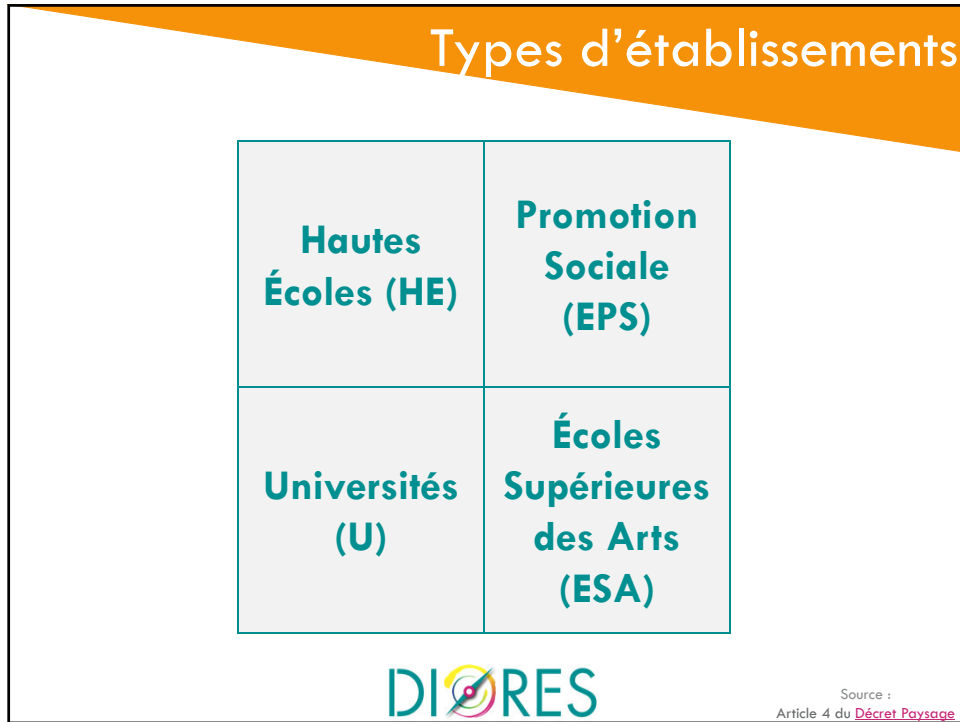 Types d'établissements
Hautes
Écoles (HE)
Promotion
Sociale
(EPS)
Universités
(U)
Écoles
Supérieures
des Arts
(ESA)
DIORES
Source :
Article 4 du Décret Paysage